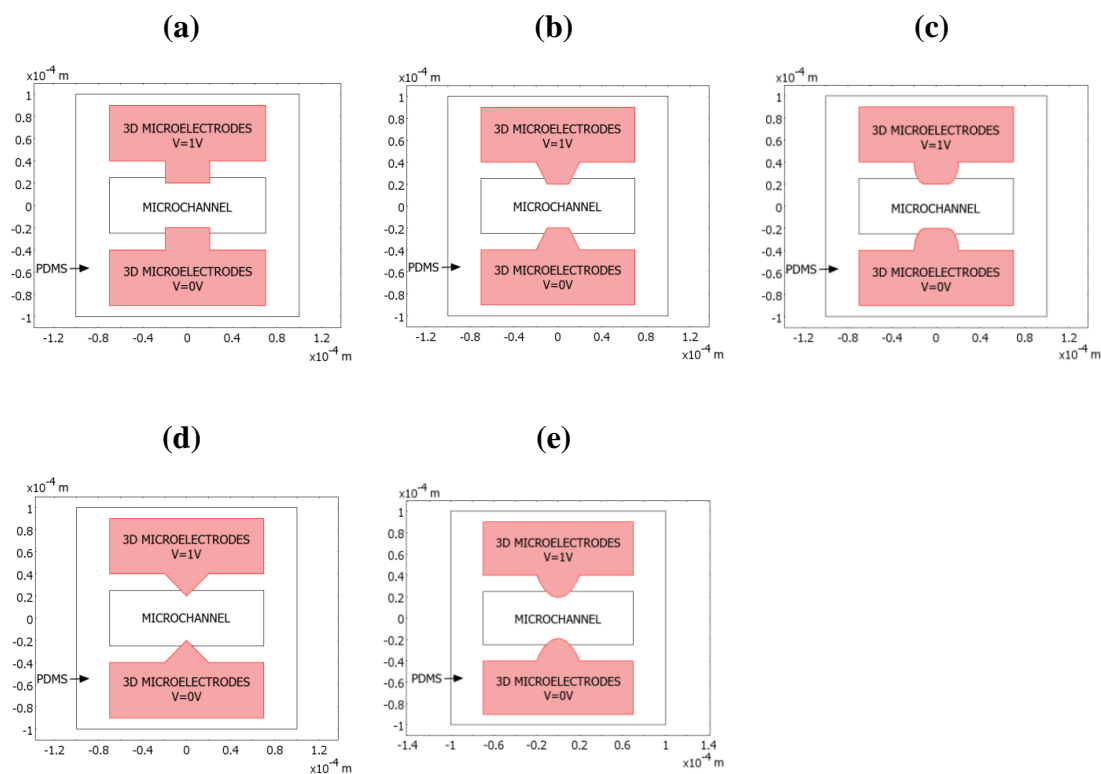 (a)
x10⁻⁴ m
1
0.8
0.6
0.4
0.2
0
-0.2
-0.4
-0.6
-0.8
-1
3D MICROELECTRODES
V=1V
MICROCHANNEL
PDMS
3D MICROELECTRODES
V=0V
-1.2 -0.8 -0.4 0 0.4 0.8 1.2
x10⁻⁴ m
(b)
x10⁻⁴ m
1
0.8
0.6
0.4
0.2
0
-0.2
-0.4
-0.6
-0.8
-1
3D MICROELECTRODES
V=1V
MICROCHANNEL
PDMS
3D MICROELECTRODES
V=0V
-1.2 -0.8 -0.4 0 0.4 0.8 1.2
x10⁻⁴ m
(c)
x10⁻⁴ m
1
0.8
0.6
0.4
0.2
0
-0.2
-0.4
-0.6
-0.8
-1
3D MICROELECTRODES
V=1V
MICROCHANNEL
PDMS
3D MICROELECTRODES
V=0V
-1.2 -0.8 -0.4 0 0.4 0.8 1.2
x10⁻⁴ m
(d)
x10⁻⁴ m
1
0.8
0.6
0.4
0.2
0
-0.2
-0.4
-0.6
-0.8
-1
3D MICROELECTRODES
V=1V
MICROCHANNEL
PDMS
3D MICROELECTRODES
V=0V
-1.2 -0.8 -0.4 0 0.4 0.8 1.2
x10⁻⁴ m
(e)
x10⁻⁴ m
1
0.8
0.6
0.4
0.2
0
-0.2
-0.4
-0.6
-0.8
-1
3D MICROELECTRODES
V=1V
MICROCHANNEL
PDMS
3D MICROELECTRODES
V=0V
-1.4 -1 -0.6 -0.2 0.2 0.6 1 1.4
x10⁻⁴ m